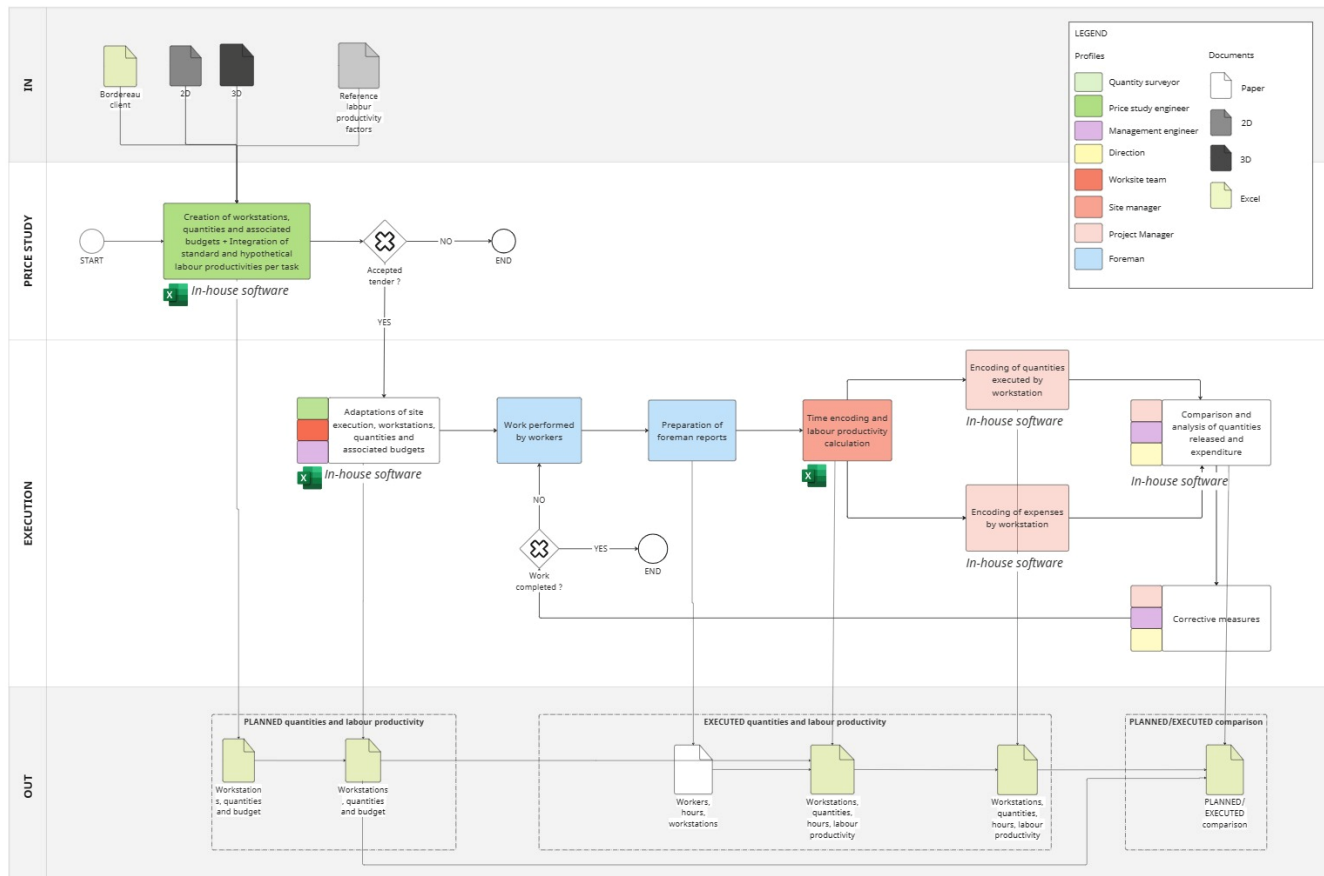 IN
Bordereau
client
2D
3D
Reference
labour
productivity
factors
LEGEND
Profiles
Documents
Quantity surveyor
Price study engineer
Management engineer
Direction
Worksite team
Site manager
Project Manager
Foreman
Paper
2D
3D
Excel
PRICE STUDY
START
Creation of workstations,
quantities and associated
budgets + Integration of
standard and hypothetical
labour productivities per task
In-house software
Accepted
tender ?
NO
END
YES
EXECUTION
Adaptations of site
execution, workstations,
quantities and
associated budgets
In-house software
Work performed
by workers
Preparation of
foreman reports
Time encoding and
labour productivity
calculation
Encoding of quantities
executed by
workstation
In-house software
Encoding of expenses
by workstation
In-house software
Comparison and
analysis of quantities
released and
expenditure
In-house software
NO
Work
completed ?
YES
END
Corrective measures
OUT
PLANNED quantities and labour productivity
Workstation
s, quantities
and budget
Workstations
, quantities
and budget
EXECUTED quantities and labour productivity
Workers,
hours,
workstations
Workstations,
quantities,
hours, labour
productivity
Workstations,
quantities,
hours, labour
productivity
PLANNED/EXECUTED comparison
PLANNED/
EXECUTED
comparison